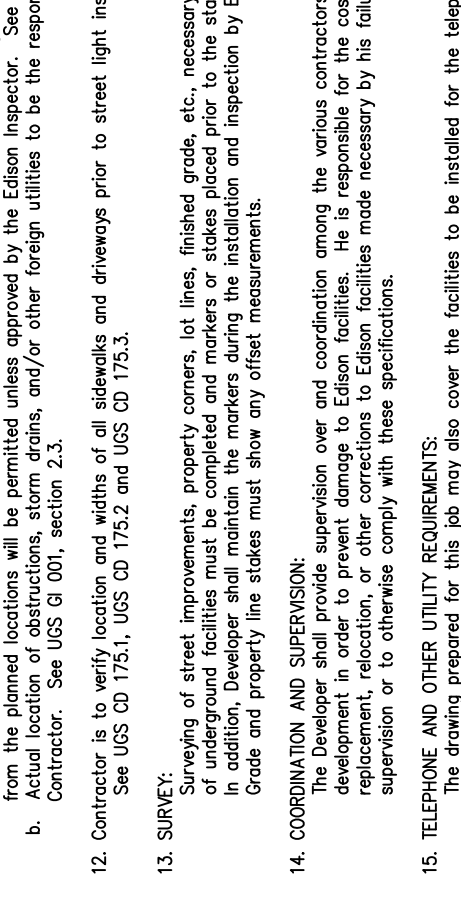 from the planned locations will be permitted unless approved by the Edison Inspector. See
b. Actual location of obstructions, storm drains, and/or other foreign utilities to be the respon
Contractor. See UGS GI 001, section 2.3.
12. Contractor is to verify location and widths of all sidewalks and driveways prior to street light ins
See UGS CD 175.1, UGS CD 175.2 and UGS CD 175.3.
13. SURVEY:
Surveying of street improvements, property corners, lot lines, finished grade, etc., necessary
of underground facilities must be completed and markers or stakes placed prior to the sta
In addition, Developer shall maintain the markers during the installation and inspection by E
Grade and property line stakes must show any offset measurements.
14. COORDINATION AND SUPERVISION:
The Developer shall provide supervision over and coordination among the various contractors
development in order to prevent damage to Edison facilities. He is responsible for the cos
replacement, relocation, or other corrections to Edison facilities made necessary by his failu
supervision or to otherwise comply with these specifications.
15. TELEPHONE AND OTHER UTILITY REQUIREMENTS:
The drawing prepared for this job may also cover the facilities to be installed for the telep